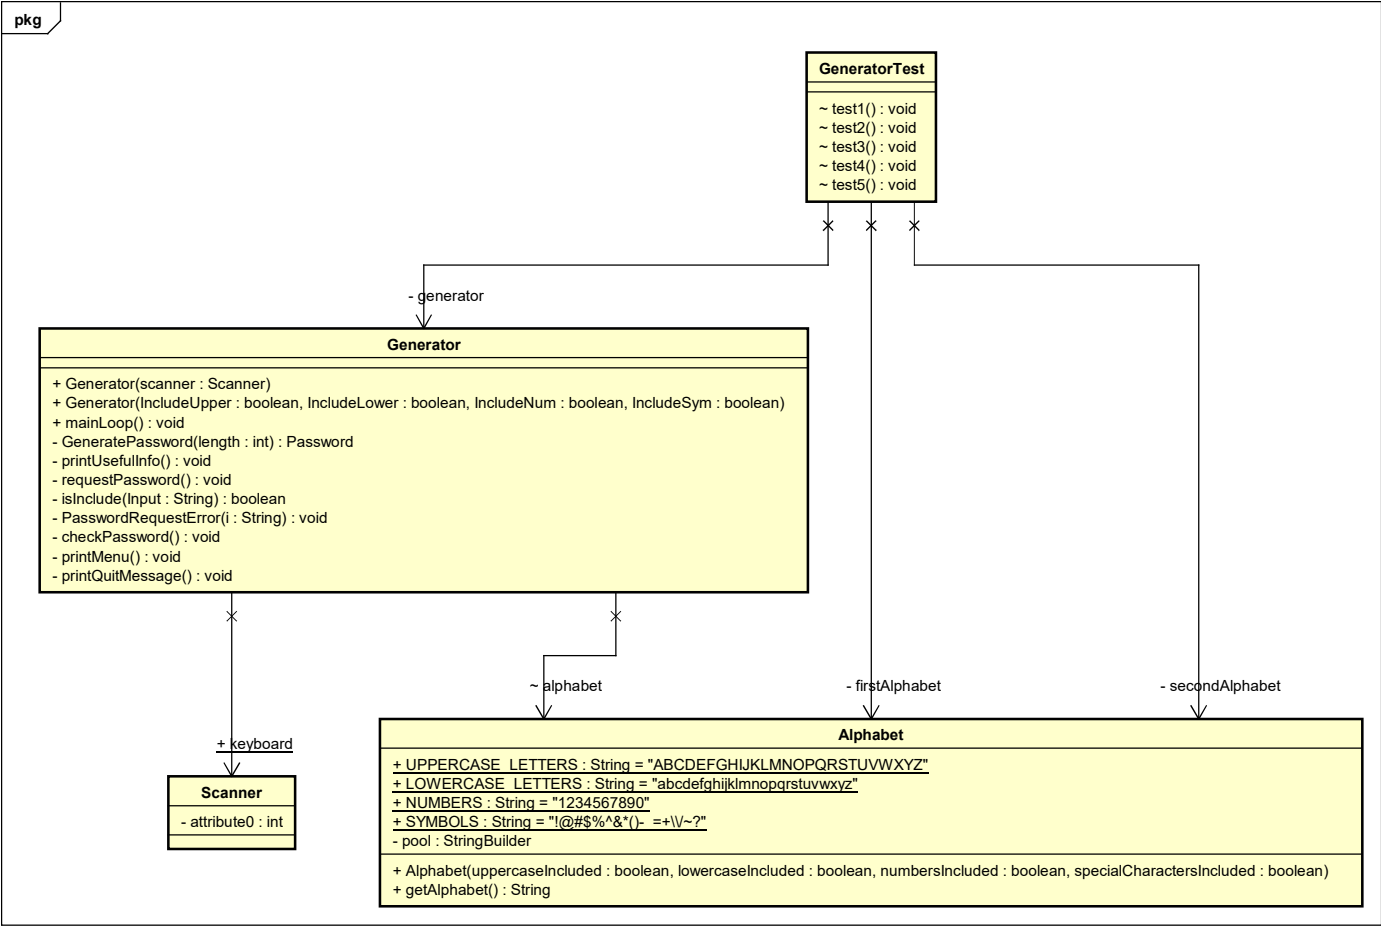 pkg
GeneratorTest
~ test1() : void
~ test2() : void
~ test3() : void
~ test4() : void
~ test5() : void
- generator
Generator
+ Generator(scanner : Scanner)
+ Generator(IncludeUpper : boolean, IncludeLower : boolean, IncludeNum : boolean, IncludeSym : boolean)
+ mainLoop() : void
- GeneratePassword(length : int) : Password
- printUsefulInfo() : void
- requestPassword() : void
- isInclude(Input : String) : boolean
- PasswordRequestError(i : String) : void
- checkPassword() : void
- printMenu() : void
- printQuitMessage() : void
~ alphabet
- firstAlphabet
- secondAlphabet
+ keyboard
Scanner
- attribute0 : int
Alphabet
+ UPPERCASE_LETTERS : String = "ABCDEFGHIJKLMNOPQRSTUVWXYZ"
+ LOWERCASE_LETTERS : String = "abcdefghijklmnopqrstuvwxyz"
+ NUMBERS : String = "1234567890"
+ SYMBOLS : String = "!@#$%^&*()-_=+\\/~?"
- pool : StringBuilder
+ Alphabet(uppercaseIncluded : boolean, lowercaseIncluded : boolean, numbersIncluded : boolean, specialCharactersIncluded : boolean)
+ getAlphabet() : String